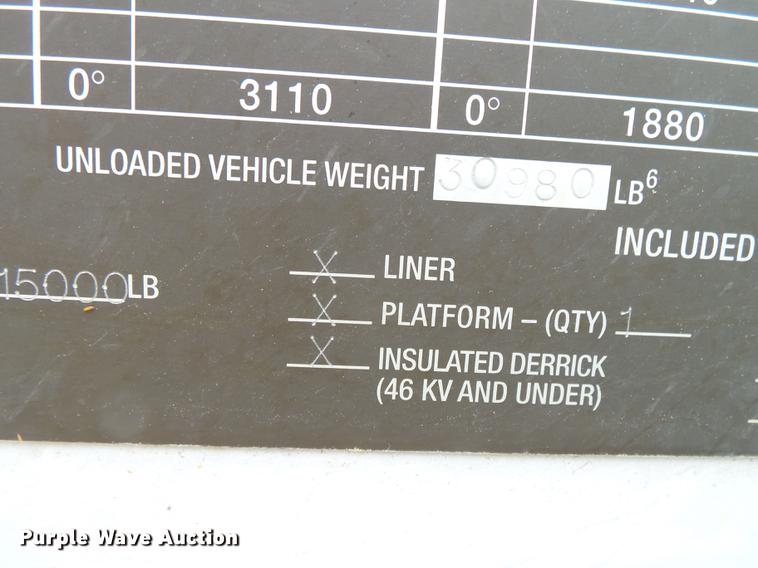 0° 3110 0° 1880
UNLOADED VEHICLE WEIGHT 30980 LB6
INCLUDED
15000LB
X LINER
X PLATFORM – (QTY) 1
X INSULATED DERRICK
(46 KV AND UNDER)
Purple Wave Auction